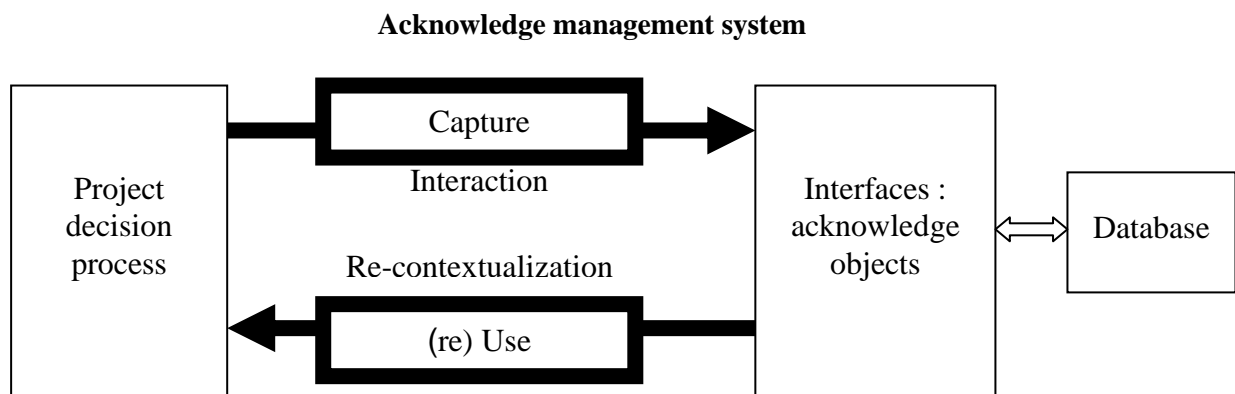 Acknowledge management system
Capture
Interaction
Project
decision
process
Re-contextualization
(re) Use
Interfaces :
acknowledge
objects
Database